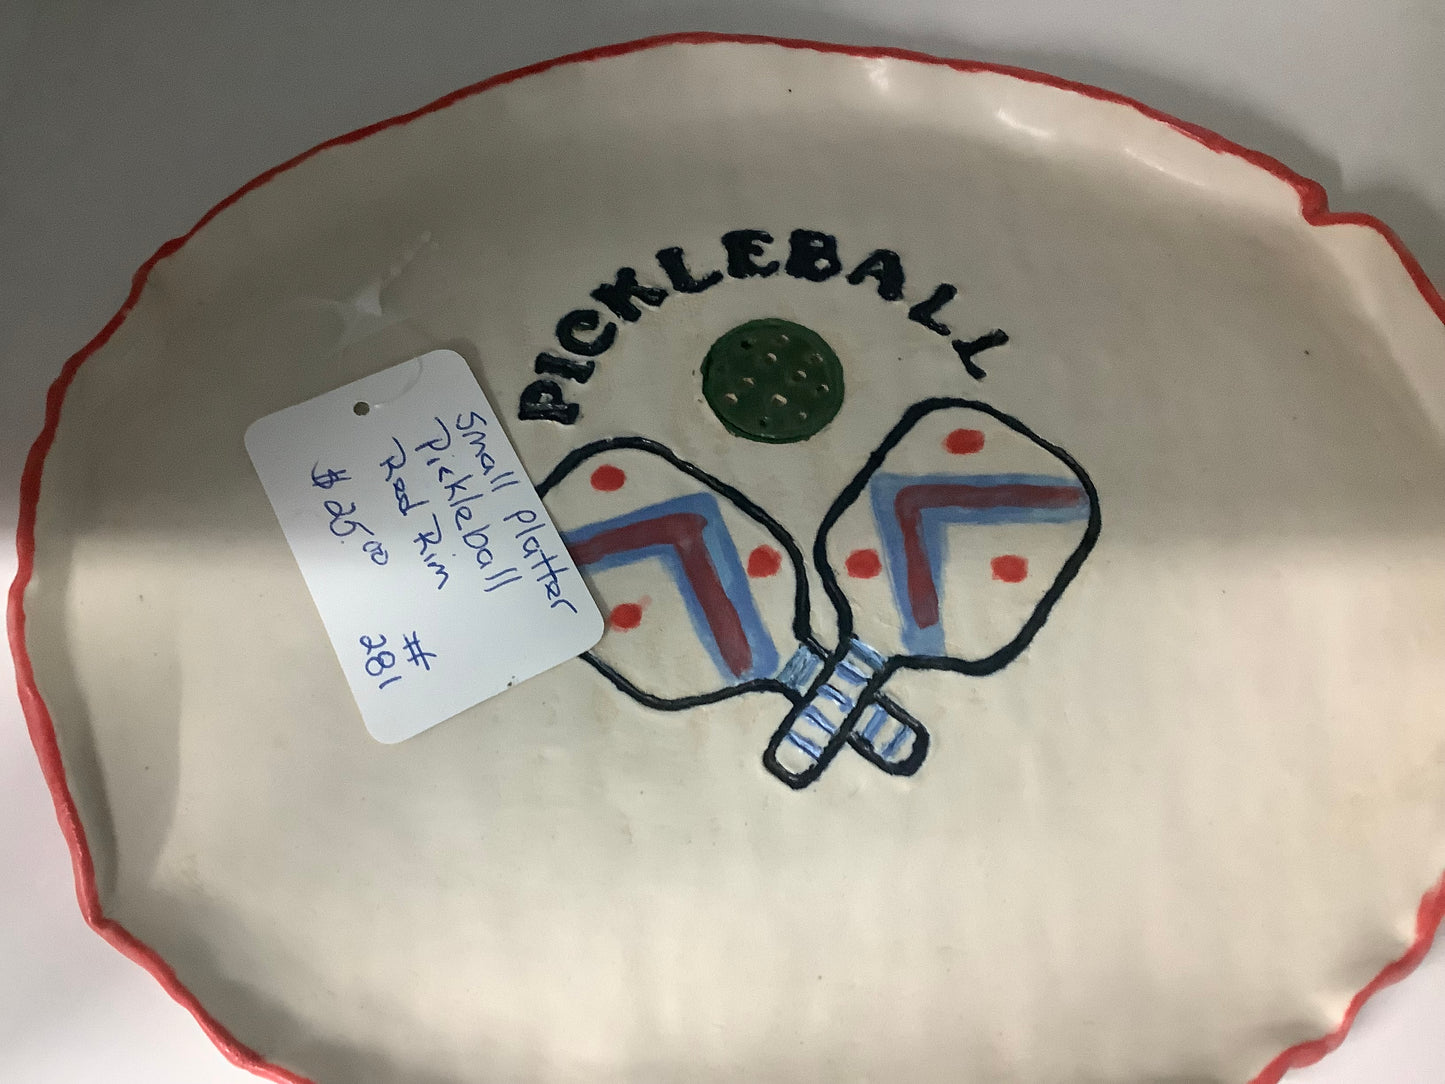 PICKLEBALL
Small platter
Pickleball
Red Rim
$25.00
#
281